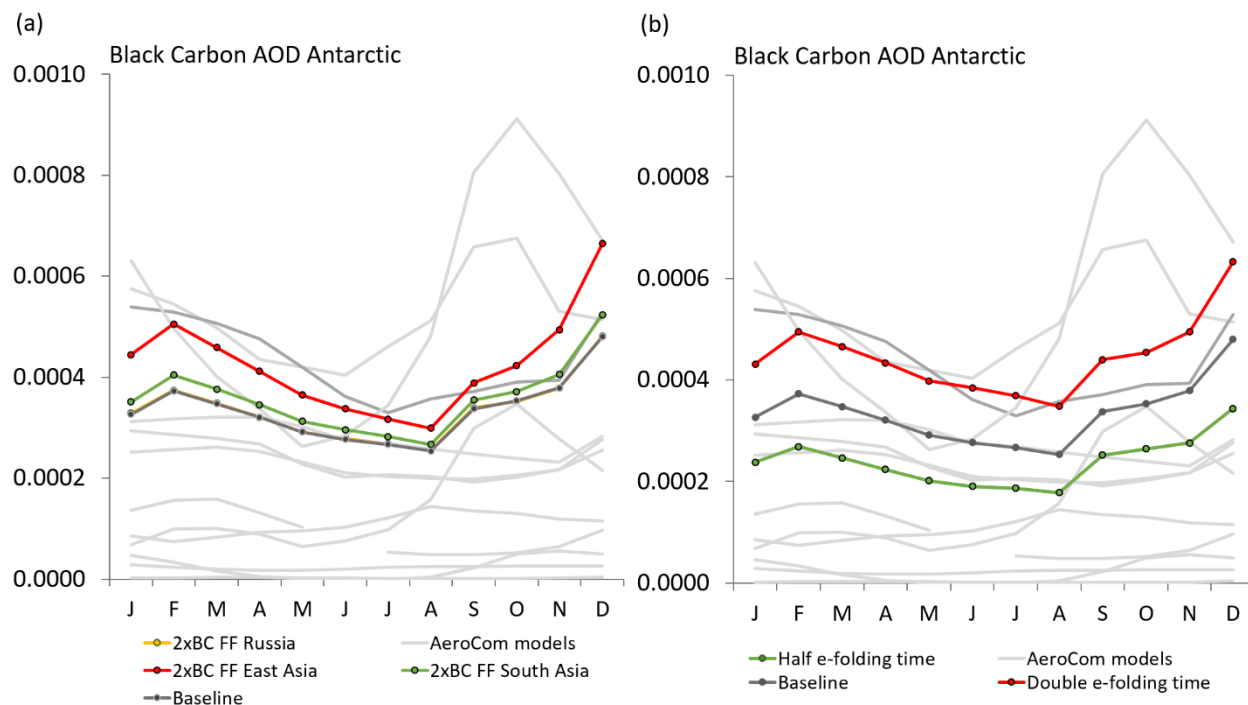 (a)
Black Carbon AOD Antarctic
0.0010
0.0008
0.0006
0.0004
0.0002
0.0000
J F M A M J J A S O N D
2xBC FF Russia AeroCom models
2xBC FF East Asia 2xBC FF South Asia
Baseline
(b)
Black Carbon AOD Antarctic
0.0010
0.0008
0.0006
0.0004
0.0002
0.0000
J F M A M J J A S O N D
Half e-folding time AeroCom models
Baseline Double e-folding time